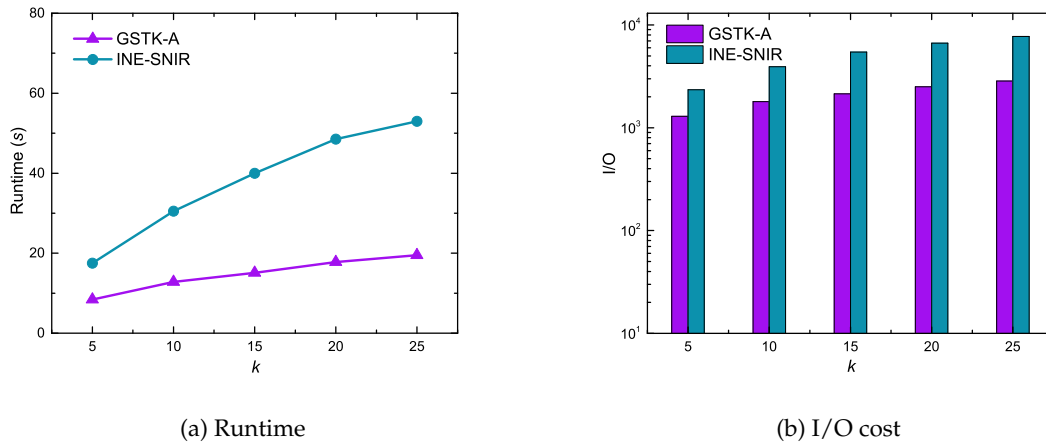 80
60
40
20
0
Runtime (s)
GSTK-A
INE-SNIR
5 10 15 20 25
k
(a) Runtime
10^4
10^3
10^2
10^1
I/O
GSTK-A
INE-SNIR
5 10 15 20 25
k
(b) I/O cost